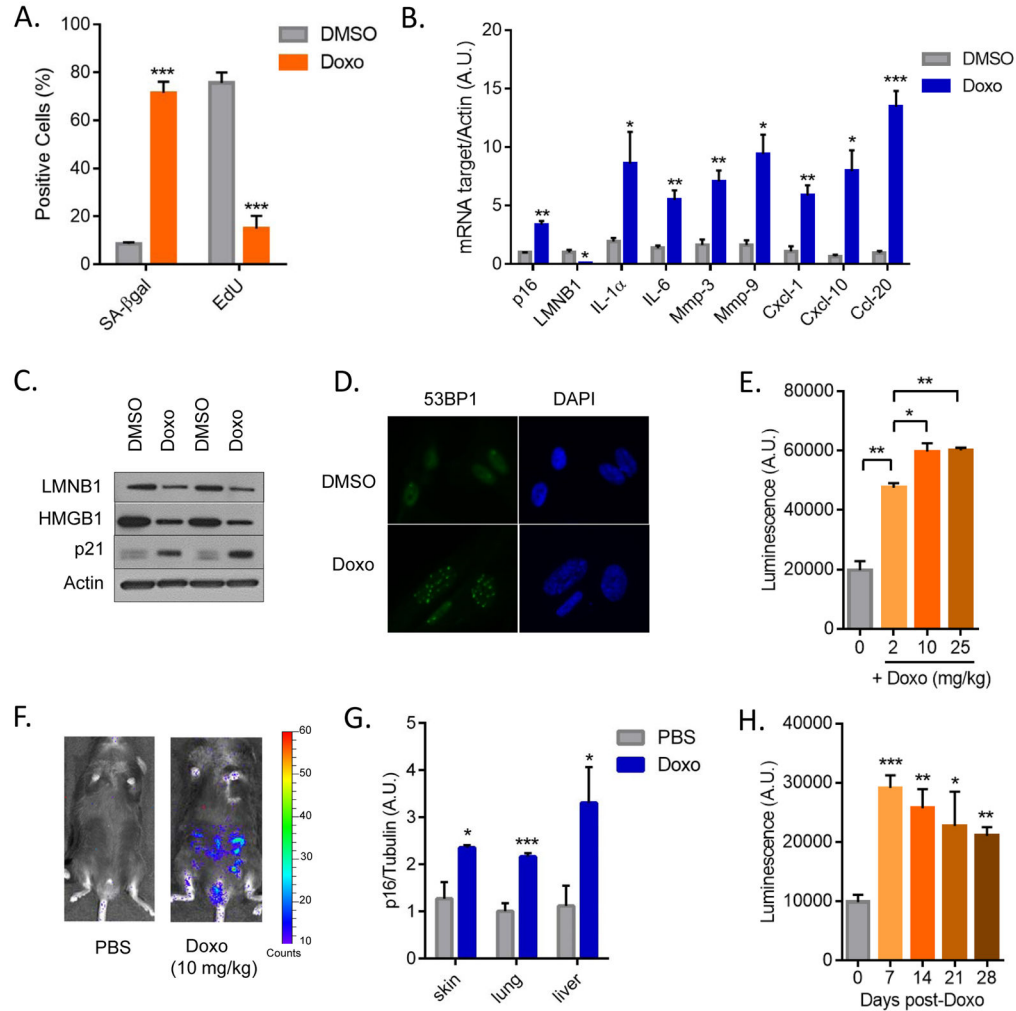 A.
100
80
60
40
20
0
Positive Cells (%)
***
***
SA-βgal
EdU
DMSO
Doxo
B.
20
15
10
5
0
mRNA target/Actin (A.U.)
**
*
*
**
**
*
**
*
***
p16
LMNB1
IL-1α
IL-6
Mmp-3
Mmp-9
Cxcl-1
Cxcl-10
Ccl-20
DMSO
Doxo
C.
DMSO
Doxo
DMSO
Doxo
LMNB1
HMGB1
p21
Actin
D.
53BP1
DAPI
DMSO
Doxo
E.
80000
60000
40000
20000
0
Luminescence (A.U.)
**
*
**
0 2 10 25
+ Doxo (mg/kg)
F.
60
50
40
30
20
10
Counts
PBS
Doxo
(10 mg/kg)
G.
5
4
3
2
1
0
p16/Tubulin (A.U.)
*
***
*
skin
lung
liver
PBS
Doxo
H.
40000
30000
20000
10000
0
Luminescence (A.U.)
***
**
*
**
0 7 14 21 28
Days post-Doxo